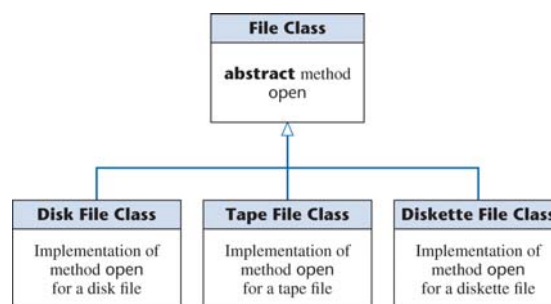 File Class
abstract method
open
Disk File Class
Implementation of
method open
for a disk file
Tape File Class
Implementation of
method open
for a tape file
Diskette File Class
Implementation of
method open
for a diskette file